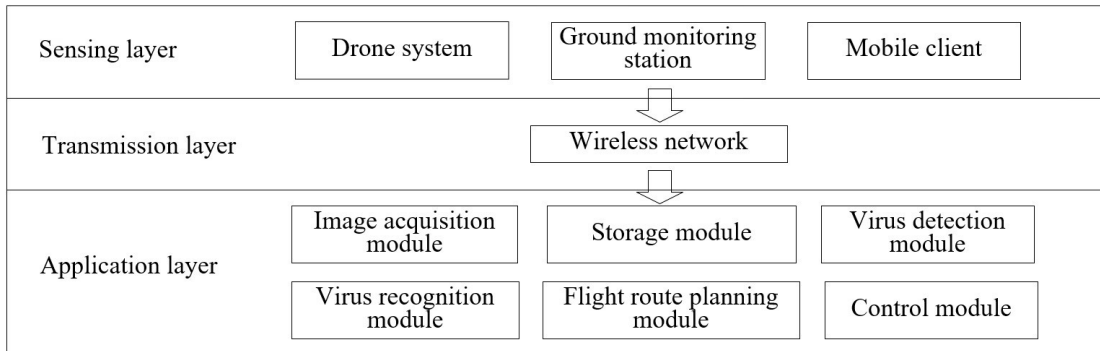 Sensing layer
Drone system
Ground monitoring
station
Mobile client
Transmission layer
Wireless network
Application layer
Image acquisition
module
Storage module
Virus detection
module
Virus recognition
module
Flight route planning
module
Control module